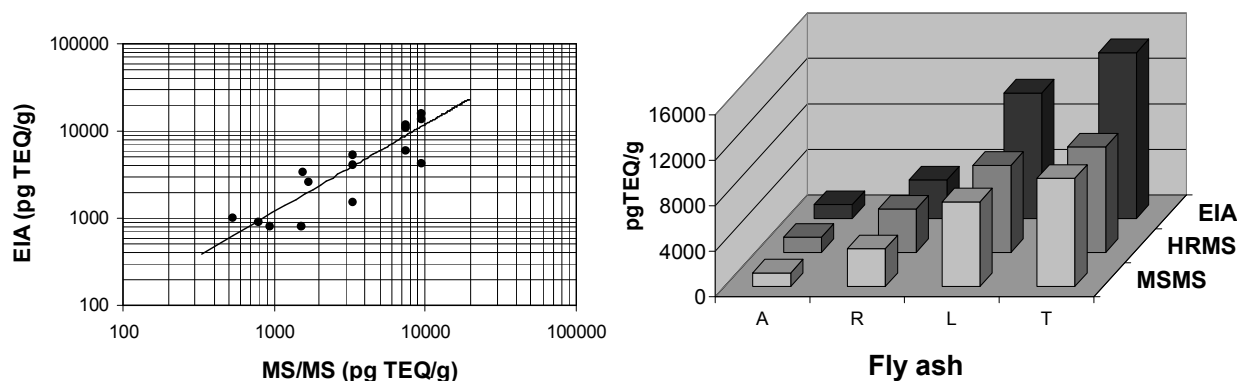 100000
10000
1000
100
EIA (pg TEQ/g)
100 1000 10000 100000
MS/MS (pg TEQ/g)
16000
12000
8000
4000
0
pgTEQ/g
EIA
HRMS
MSMS
A R L T
Fly ash